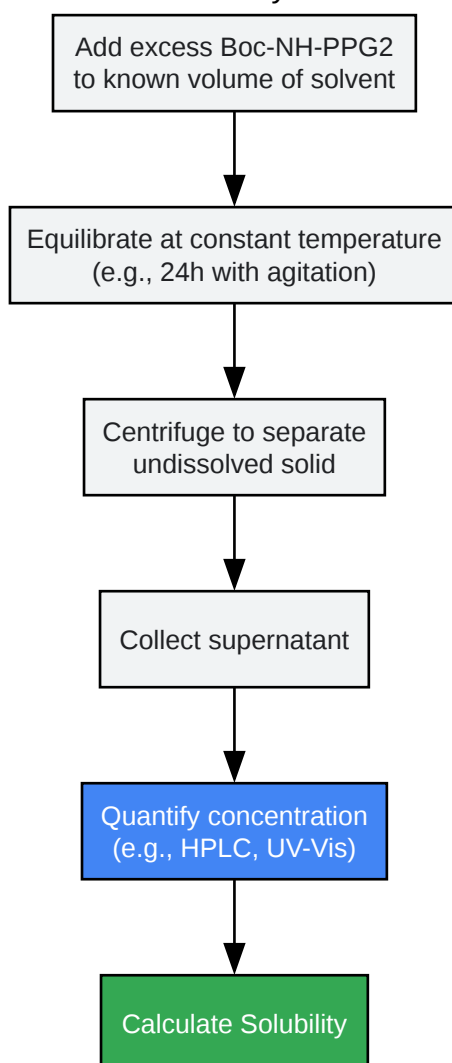 Add excess Boc-NH-PPG2
to known volume of solvent
Equilibrate at constant temperature
(e.g., 24h with agitation)
Centrifuge to separate
undissolved solid
Collect supernatant
Quantify concentration
(e.g., HPLC, UV-Vis)
Calculate Solubility